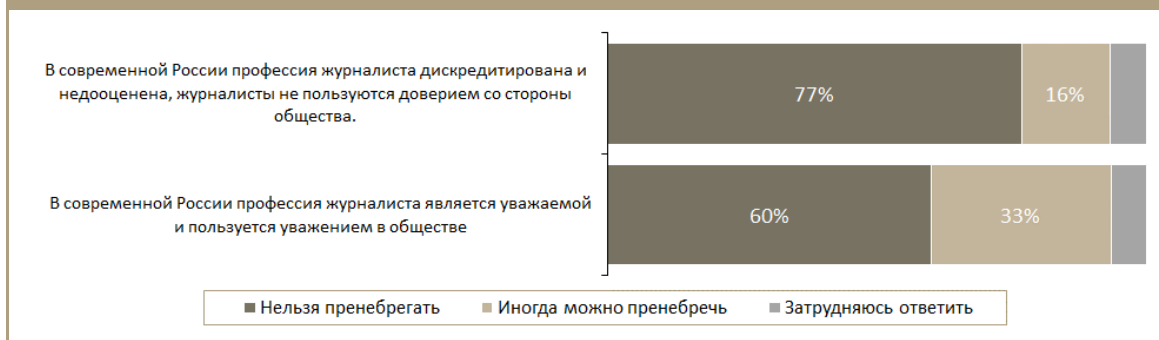 В современной России профессия журналиста дискредитирована и
недооценена, журналисты не пользуются доверием со стороны
общества.
77%
16%
В современной России профессия журналиста является уважаемой
и пользуется уважением в обществе
60%
33%
Нельзя пренебрегать
Иногда можно пренебречь
Затрудняюсь ответить